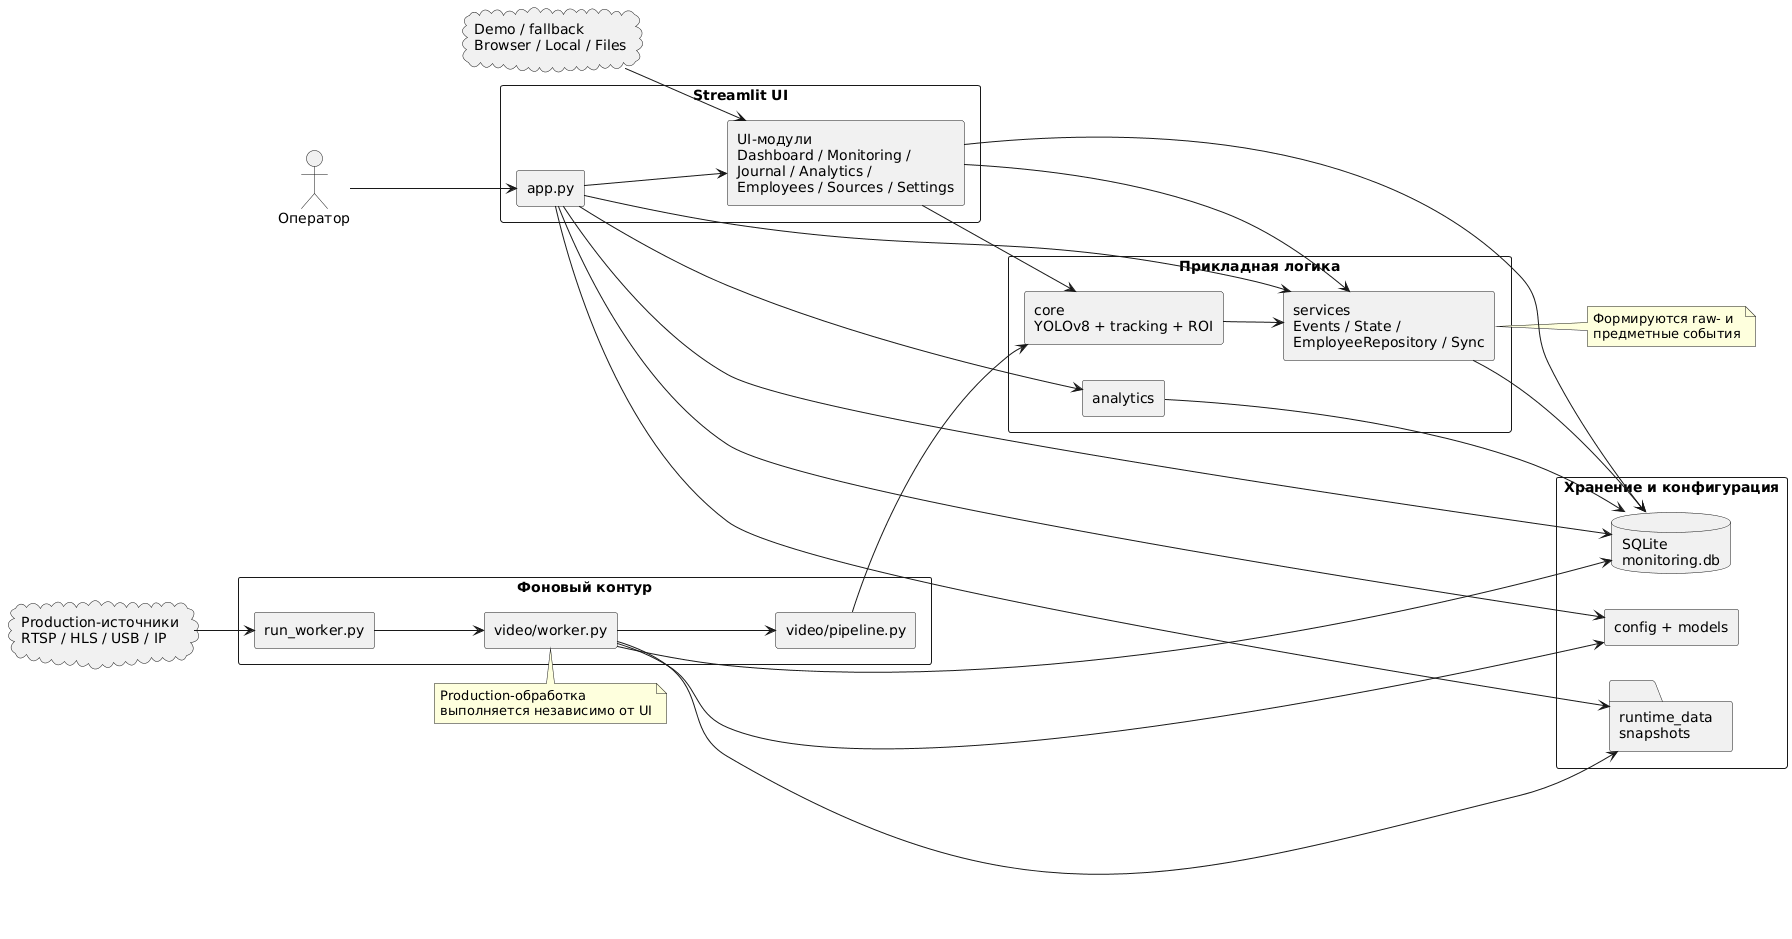 Demo / fallback
Browser / Local / Files
Streamlit UI
UI-модули
Dashboard / Monitoring /
Journal / Analytics /
Employees / Sources / Settings
app.py
Оператор
Прикладная логика
core
YOLOv8 + tracking + ROI
services
Events / State /
EmployeeRepository / Sync
Формируются raw- и
предметные события
analytics
Хранение и конфигурация
SQLite
monitoring.db
Фоновый контур
Production-источники
RTSP / HLS / USB / IP
run_worker.py
video/worker.py
video/pipeline.py
config + models
Production-обработка
выполняется независимо от UI
runtime_data
snapshots